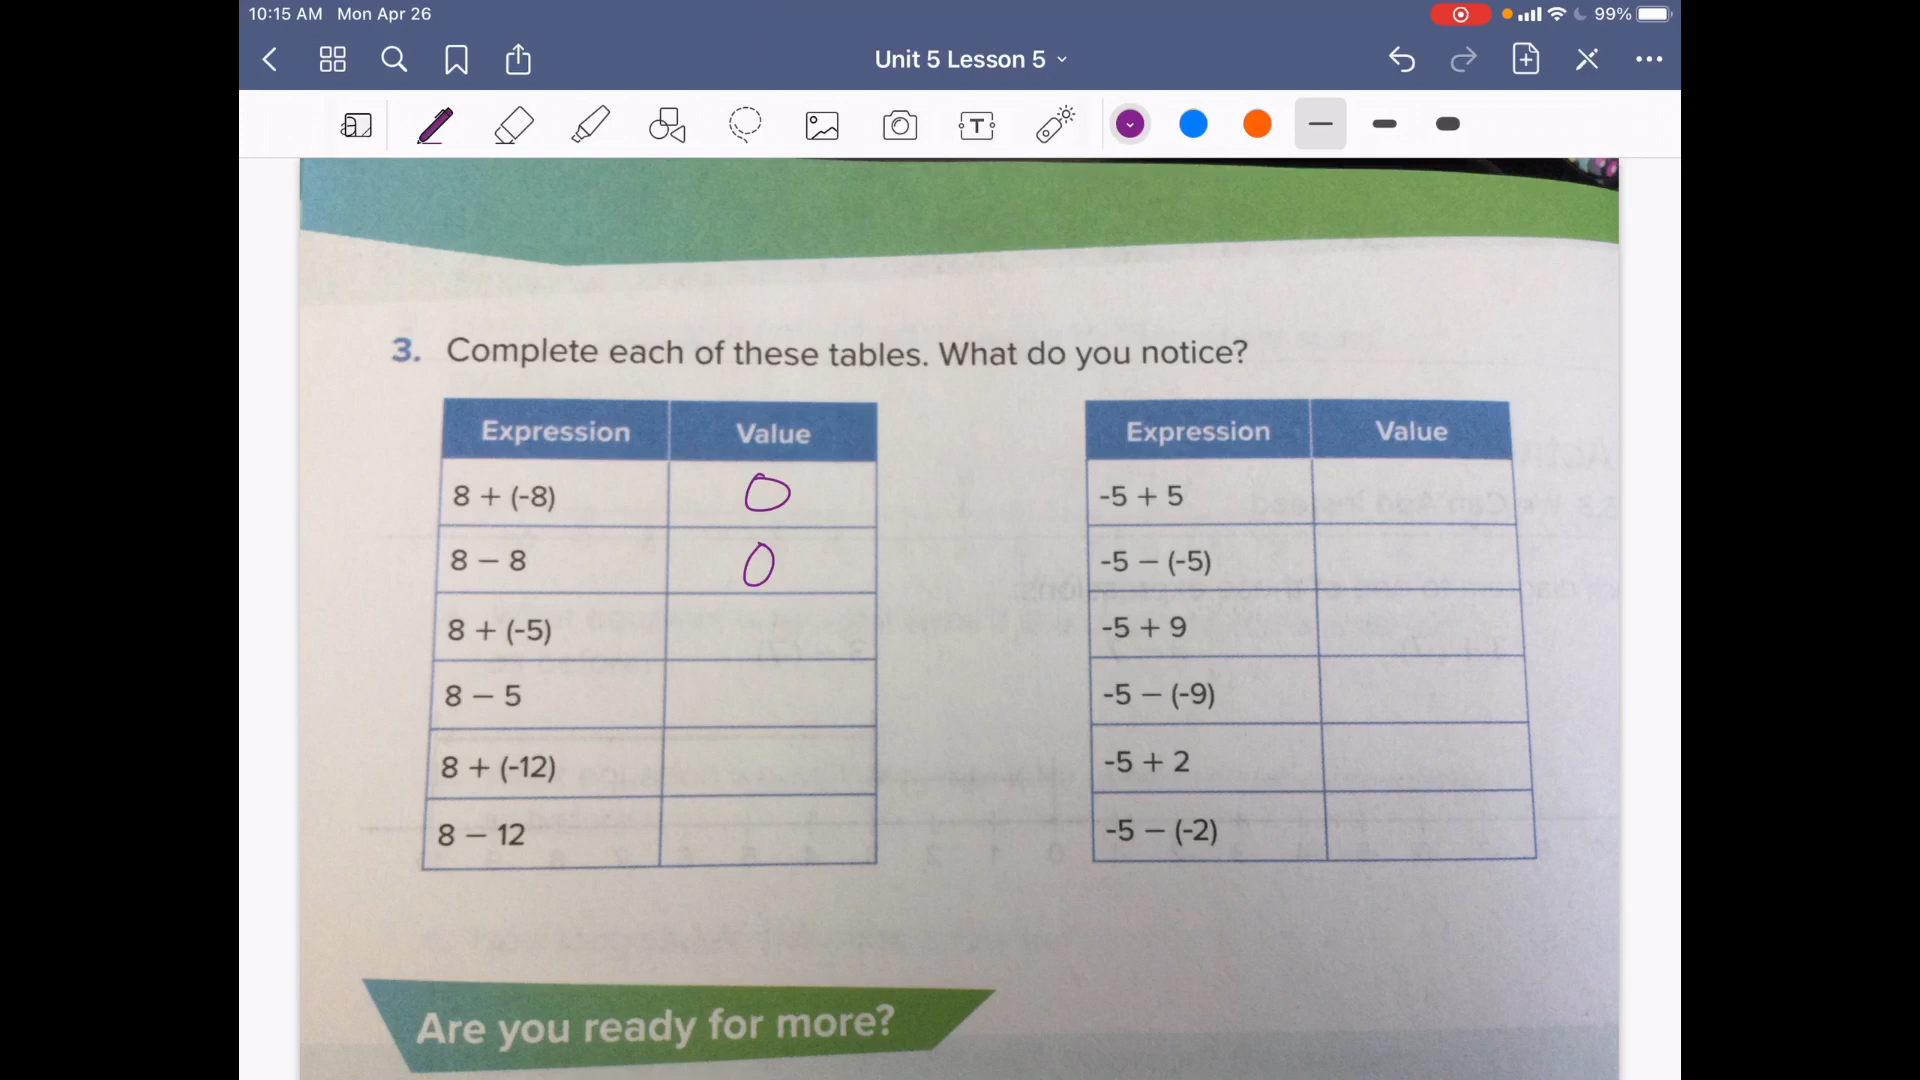 10:15 AM Mon Apr 26
99%
Unit 5 Lesson 5
3. Complete each of these tables. What do you notice?
Expression Value
8 + (-8) 0
8 − 8 0
8 + (-5)
8 − 5
8 + (-12)
8 − 12
Expression Value
-5 + 5
-5 − (-5)
-5 + 9
-5 − (-9)
-5 + 2
-5 − (-2)
Are you ready for more?